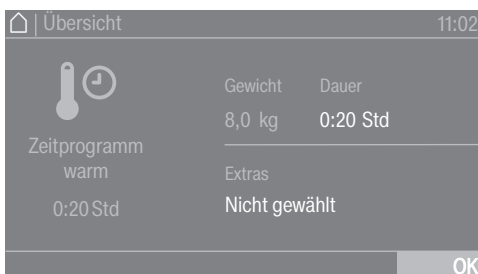 Übersicht 11:02
Zeitprogramm
warm
0:20 Std
Gewicht Dauer
8,0 kg 0:20 Std
Extras
Nicht gewählt
OK